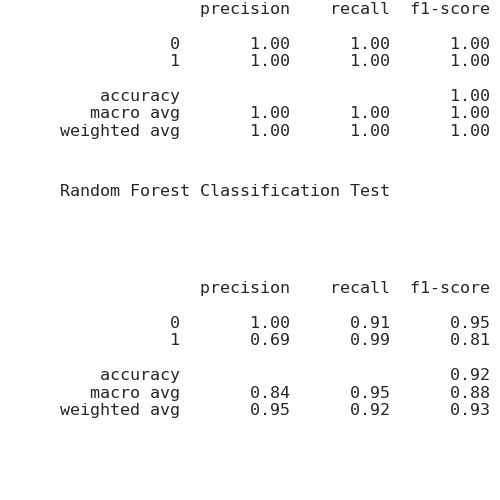 precision recall f1-score
0 1.00 1.00 1.00
1 1.00 1.00 1.00
accuracy 1.00
macro avg 1.00 1.00 1.00
weighted avg 1.00 1.00 1.00
Random Forest Classification Test
precision recall f1-score
0 1.00 0.91 0.95
1 0.69 0.99 0.81
accuracy 0.92
macro avg 0.84 0.95 0.88
weighted avg 0.95 0.92 0.93